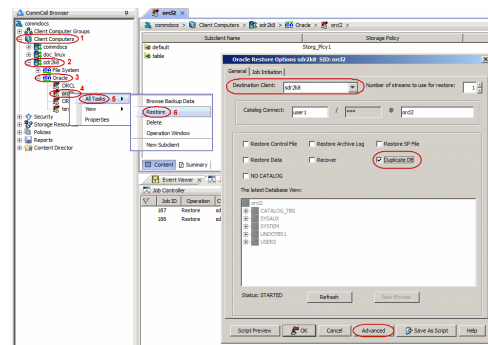 CommCell Browser
commdocs
Client Computer Groups
Client Computers 1
commdocs
doc_linux
sdr2k8 2
File System
Oracle 3
ORCL
4
All Tasks 5
View
Properties
Security
Storage Resou
Policies
Reports
Content Director
Browse Backup Data
Restore 6
Delete
Operation Window
New Subclient
orcl2
commdocs > Client Computers > sdr2k8 > Oracle > orcl2 >
Subclient Name
Storage Policy
default
Storg_Plcy1
table
Content
Summary
Event Viewer
Job Controller
Job ID
Operation
187
Restore
188
Restore
Oracle Restore Options sdr2k8 SID: orcl2
General
Job Initiation
Destination Client:
sdr2k8
Number of streams to use for restore:
1
Catalog Connect:
user1
/
****
@
orcl2
Restore Control File
Restore Archive Log
Restore SP File
Restore Data
Recover
Duplicate DB
NO CATALOG
The latest Database View:
orcl2
CATALOG_TBS
SYSAUX
SYSTEM
UNDOTBS1
USERS
Status: STARTED
Refresh
New Browse
Script Preview
OK
Cancel
Advanced
Save As Script
Help